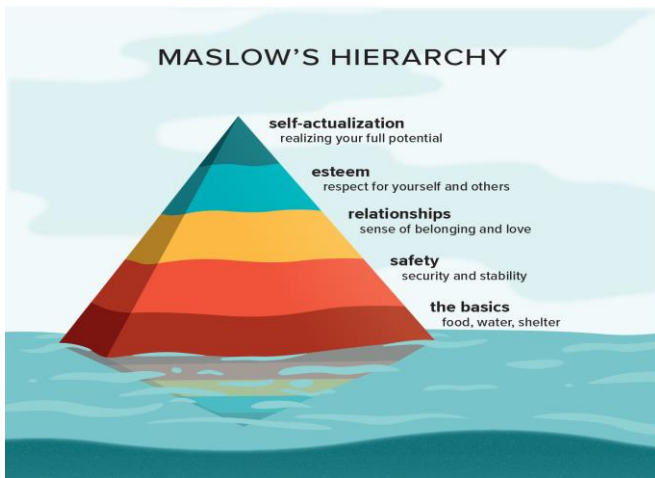 MASLOW'S HIERARCHY
self-actualization
realizing your full potential
esteem
respect for yourself and others
relationships
sense of belonging and love
safety
security and stability
the basics
food, water, shelter